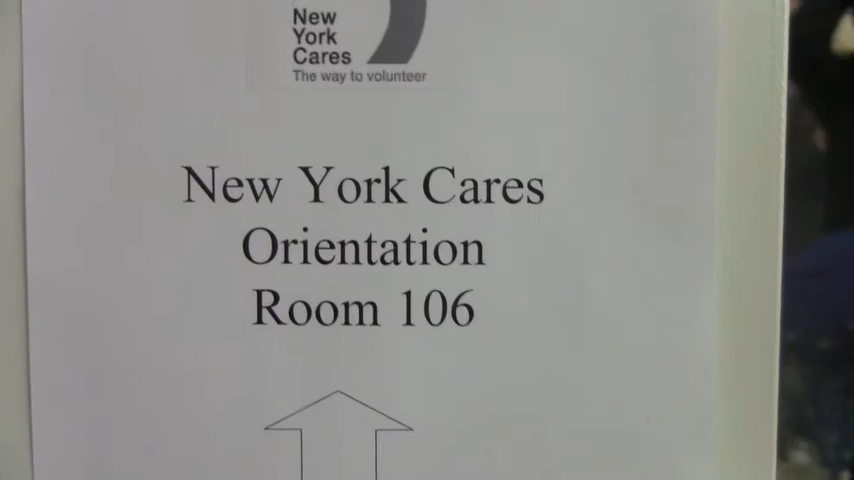 New
York
Cares
The way to volunteer
New York Cares
Orientation
Room 106